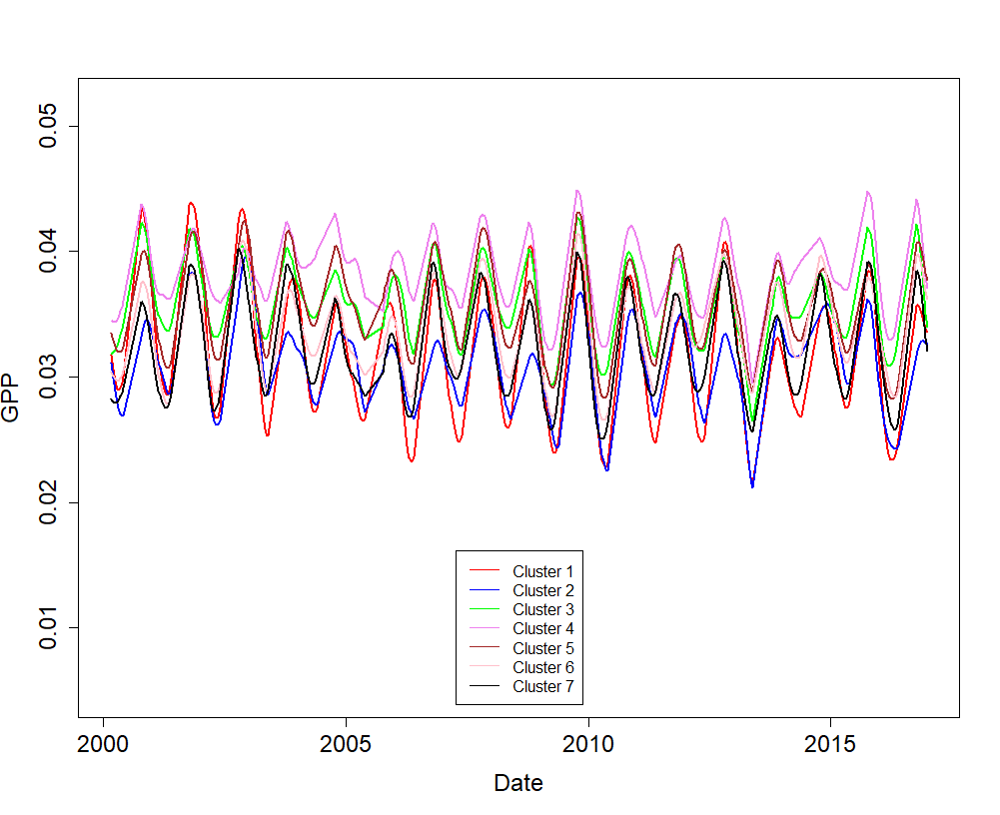 0.05
0.04
0.03
0.02
0.01
GPP
Cluster 1
Cluster 2
Cluster 3
Cluster 4
Cluster 5
Cluster 6
Cluster 7
2000 2005 2010 2015
Date